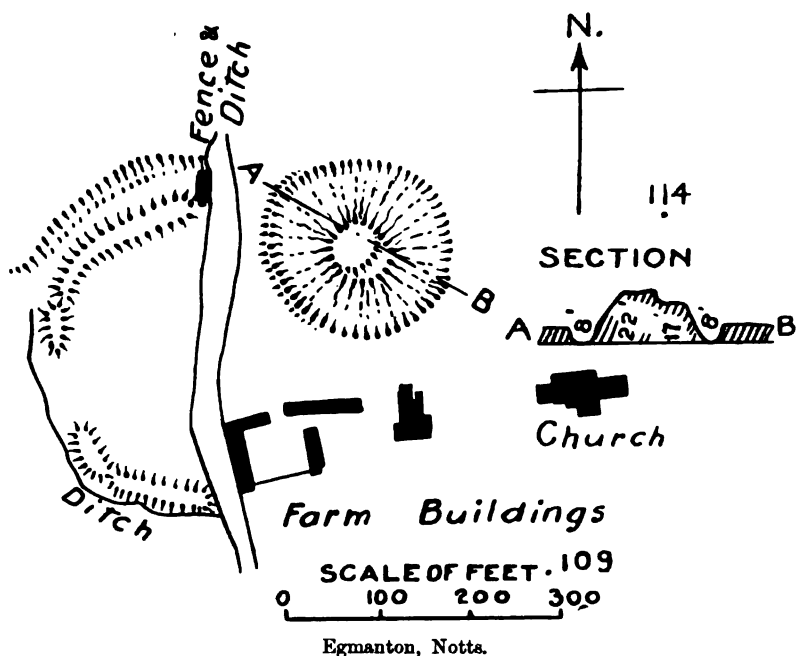 N.
Fence &
Ditch
A
B
114
SECTION
A 8 22 17 8 B
Church
Ditch
Farm Buildings
109
SCALE OF FEET.
0 100 200 300
Egmanton, Notts.